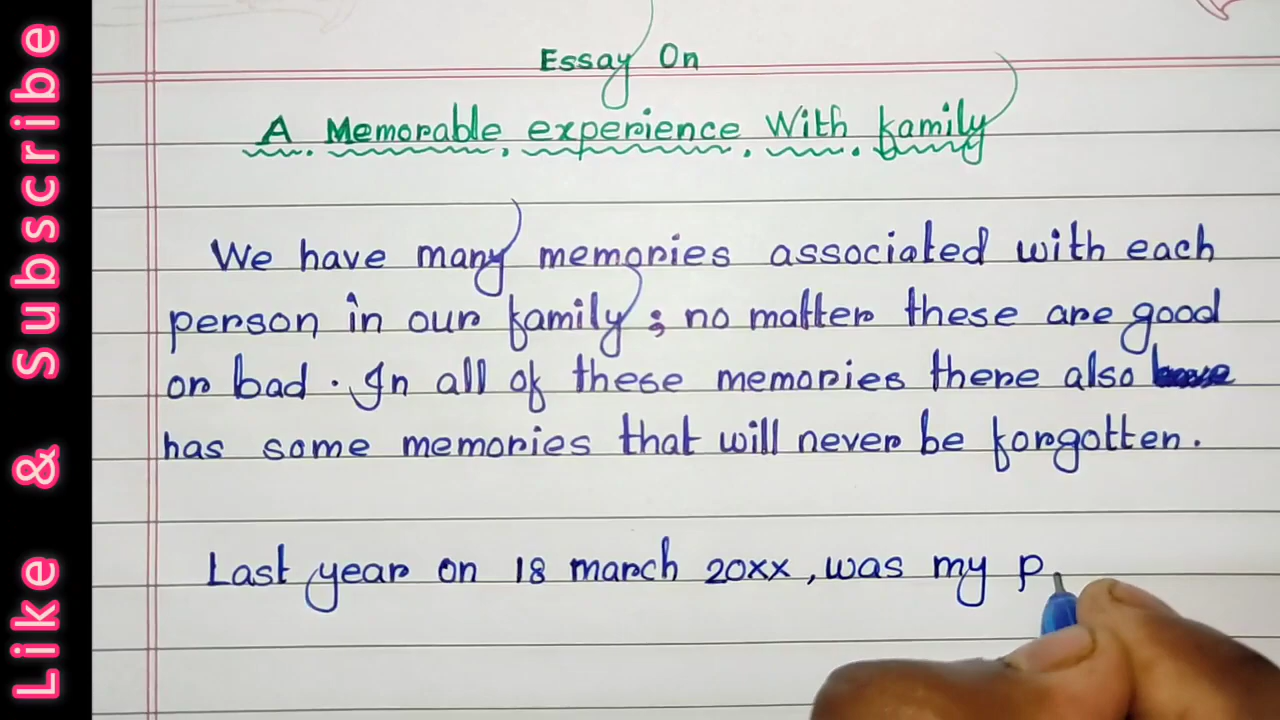 Like & Subscribe
Essay On
A Memorable experience With family
We have many memories associated with each
person in our family; no matter these are good
or bad. In all of these memories there also
has some memories that will never be forgotten.
Last year on 18 march 20xx, was my p